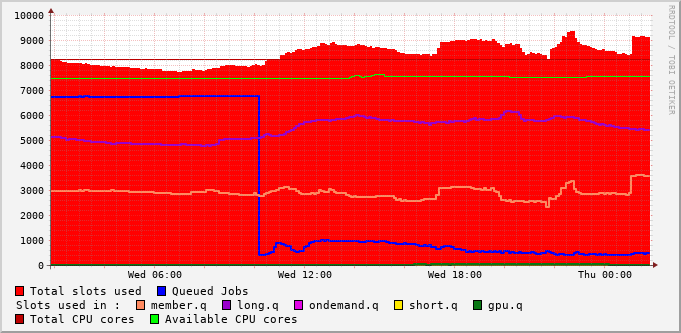 10000
9000
8000
7000
6000
5000
4000
3000
2000
1000
0
Wed 06:00 Wed 12:00 Wed 18:00 Thu 00:00
RRDTOOL / TOBI OETIKER
Total slots used Queued Jobs
Slots used in : member.q long.q ondemand.q short.q gpu.q
Total CPU cores Available CPU cores